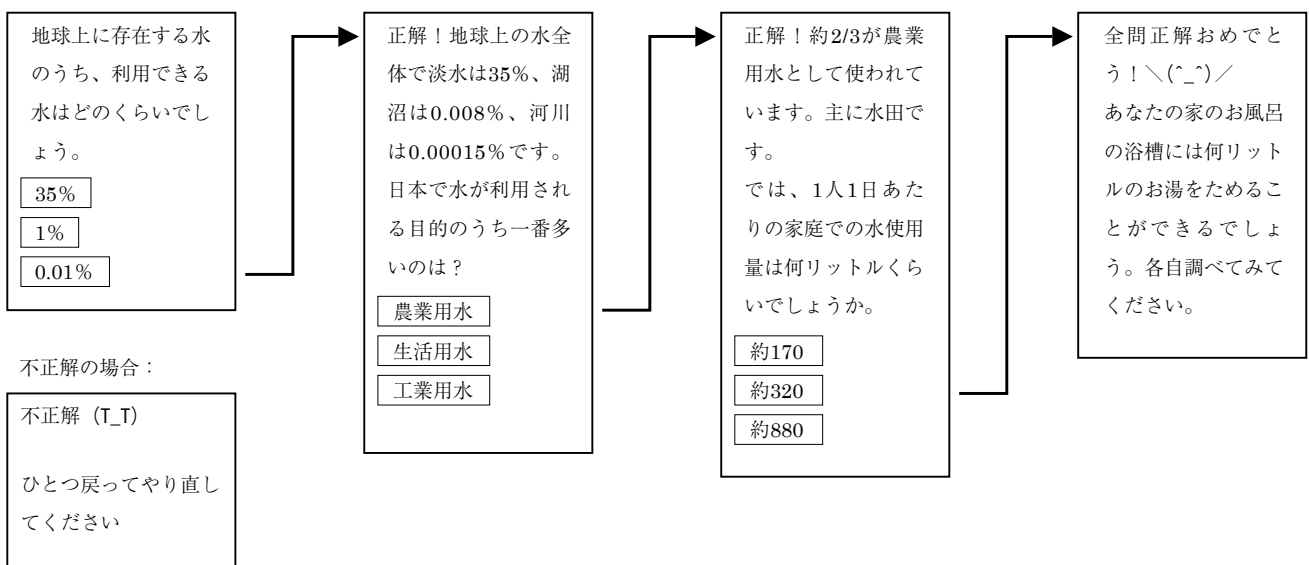 地球上に存在する水
のうち、利用できる
水はどのくらいでし
ょう。
35%
1%
0.01%
不正解の場合：
不正解（T_T）
ひとつ戻ってやり直し
てください
正解！地球上の水全
体で淡水は35%、湖
沼は0.008%、河川
は0.00015%です。
日本で水が利用され
る目的のうち一番多
いのは？
農業用水
生活用水
工業用水
正解！約2/3が農業
用水として使われて
います。主に水田で
す。
では、1人1日あた
りの家庭での水使用
量は何リットルくら
いでしょうか。
約170
約320
約880
全問正解おめでと
う！＼(^_^)／
あなたの家のお風呂
の浴槽には何リット
ルのお湯をためるこ
とができるでしょ
う。各自調べてみて
ください。